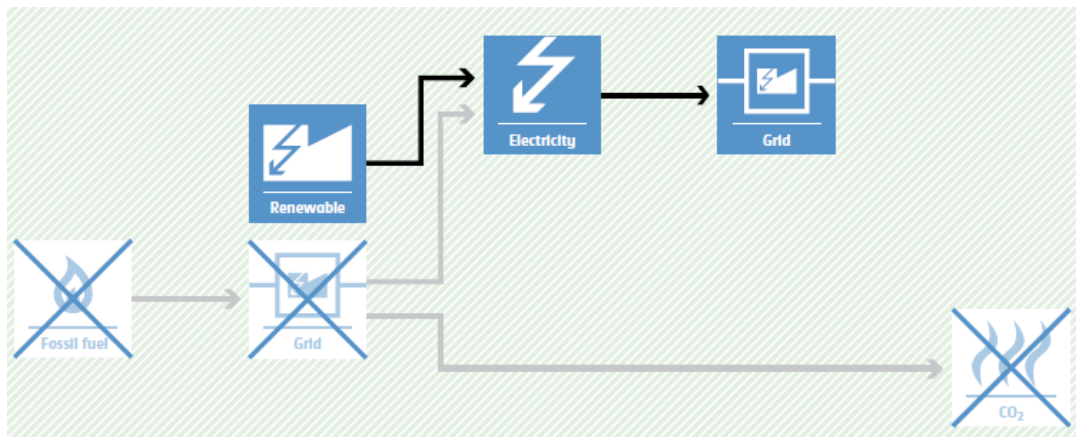 Electricity
Grid
Renewable
Fossil fuel
Grid
CO₂